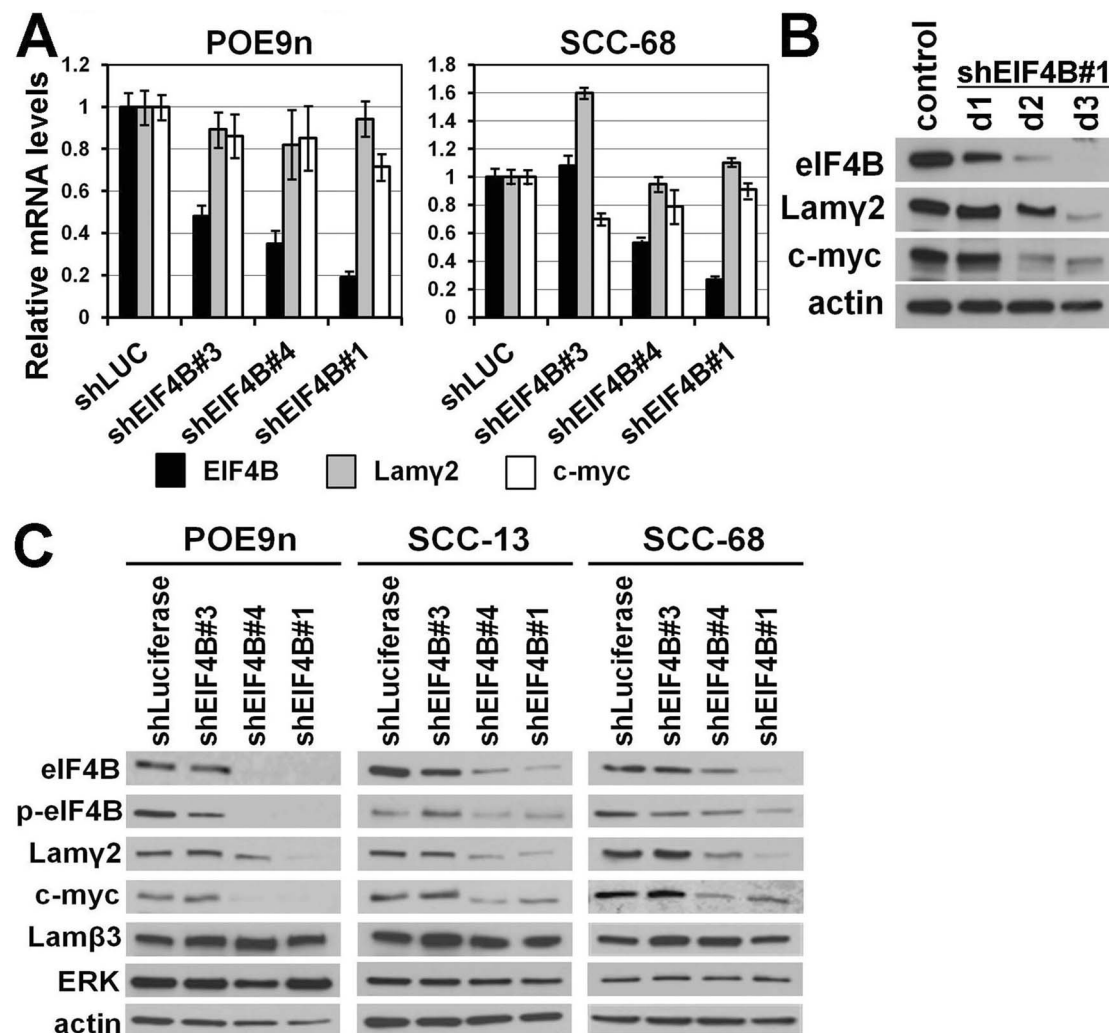 A
POE9n
SCC-68
Relative mRNA levels
1.2
1
0.8
0.6
0.4
0.2
0
1.8
1.6
1.4
1.2
1
0.8
0.6
0.4
0.2
0
shLUC
shEIF4B#3
shEIF4B#4
shEIF4B#1
shLUC
shEIF4B#3
shEIF4B#4
shEIF4B#1
EIF4B
Lamγ2
c-myc
B
control
shEIF4B#1
d1
d2
d3
eIF4B
Lamγ2
c-myc
actin
C
POE9n
SCC-13
SCC-68
shLuciferase
shEIF4B#3
shEIF4B#4
shEIF4B#1
shLuciferase
shEIF4B#3
shEIF4B#4
shEIF4B#1
shLuciferase
shEIF4B#3
shEIF4B#4
shEIF4B#1
eIF4B
p-eIF4B
Lamγ2
c-myc
Lamβ3
ERK
actin